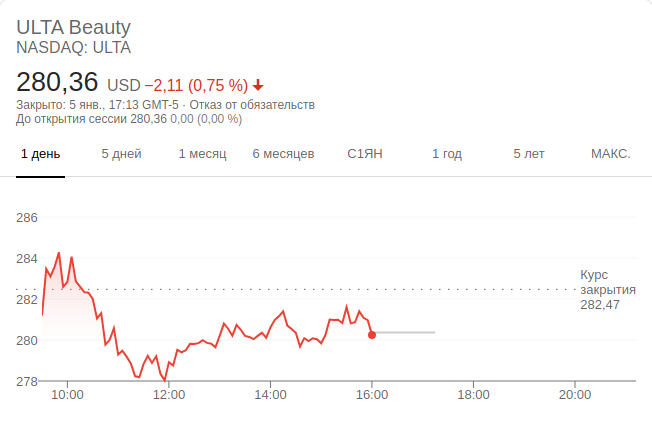 ULTA Beauty
NASDAQ: ULTA
280,36 USD −2,11 (0,75 %)
Закрыто: 5 янв., 17:13 GMT-5 · Отказ от обязательств
До открытия сессии 280,36 0,00 (0,00 %)
1 день 5 дней 1 месяц 6 месяцев С1ЯН 1 год 5 лет МАКС.
286
284
Курс
закрытия
282,47
282
280
278
10:00 12:00 14:00 16:00 18:00 20:00